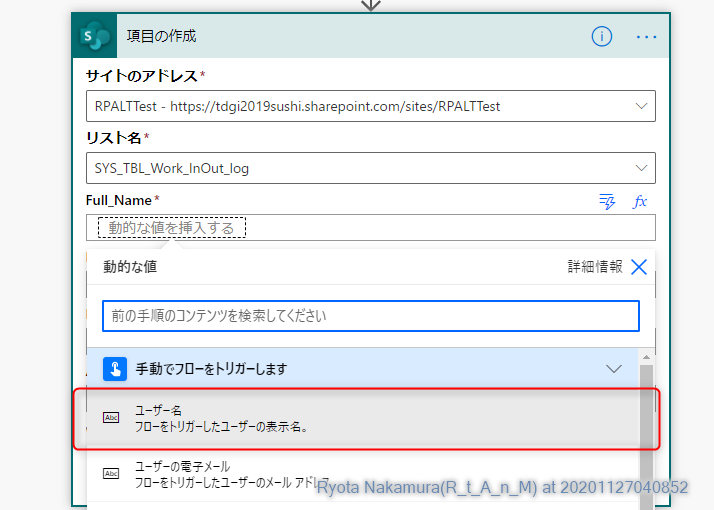 項目の作成
サイトのアドレス*
RPALTTest - https://tdgi2019sushi.sharepoint.com/sites/RPALTTest
リスト名*
SYS_TBL_Work_InOut_log
Full_Name*
fx
動的な値を挿入する
動的な値
詳細情報
前の手順のコンテンツを検索してください
手動でフローをトリガーします
Abc
ユーザー名
フローをトリガーしたユーザーの表示名。
Abc
ユーザーの電子メール
フローをトリガーしたユーザーのメール アドレス
Ryota Nakamura(R_t_A_n_M) at 20201127040852